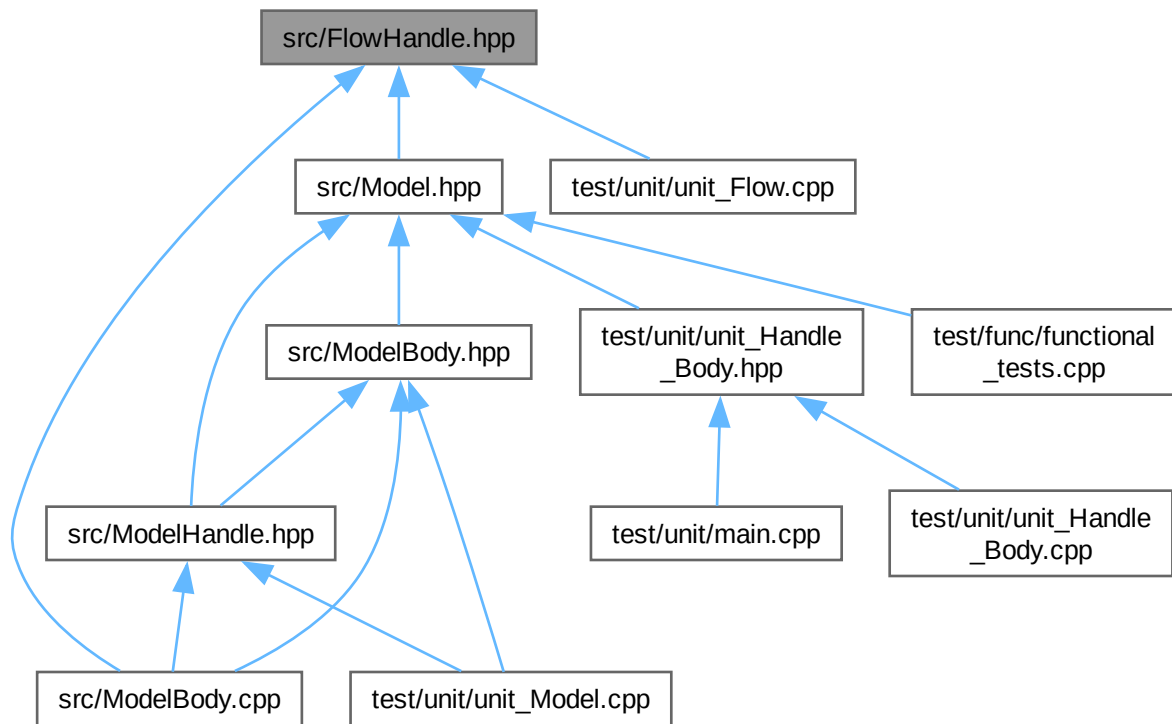 src/FlowHandle.hpp
src/Model.hpp
test/unit/unit_Flow.cpp
src/ModelBody.hpp
test/unit/unit_Handle
_Body.hpp
test/func/functional
_tests.cpp
src/ModelHandle.hpp
test/unit/main.cpp
test/unit/unit_Handle
_Body.cpp
src/ModelBody.cpp
test/unit/unit_Model.cpp